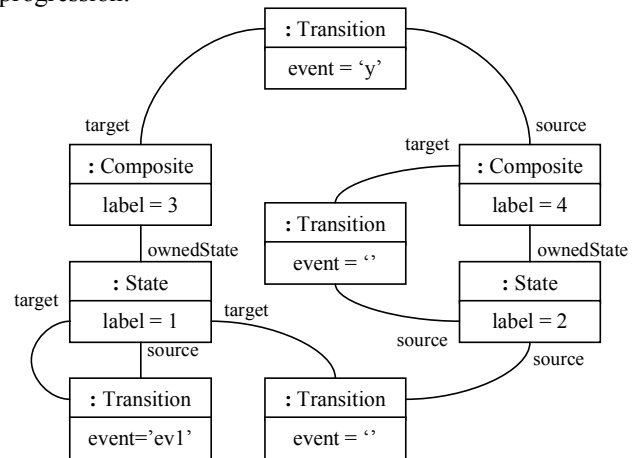 progression.
: Transition
event = ‘y’
target
source
: Composite
label = 3
target
: Composite
label = 4
: Transition
event = ‘’
ownedState
ownedState
: State
label = 1
: State
label = 2
target
target
source
source
source
: Transition
event=’ev1’
: Transition
event = ‘’